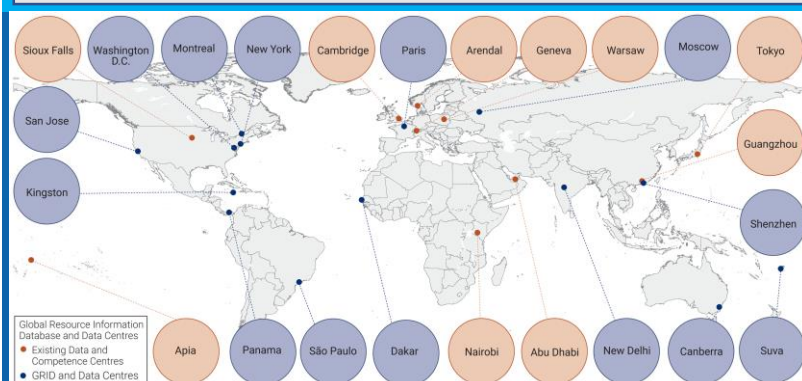 Sioux Falls
Washington
D.C.
Montreal
New York
Cambridge
Paris
Arendal
Geneva
Warsaw
Moscow
Tokyo
San Jose
Guangzhou
Kingston
Shenzhen
Global Resource Information
Database and Data Centres
Existing Data and
Competence Centres
GRID and Data Centres
Apia
Panama
São Paulo
Dakar
Nairobi
Abu Dhabi
New Delhi
Canberra
Suva